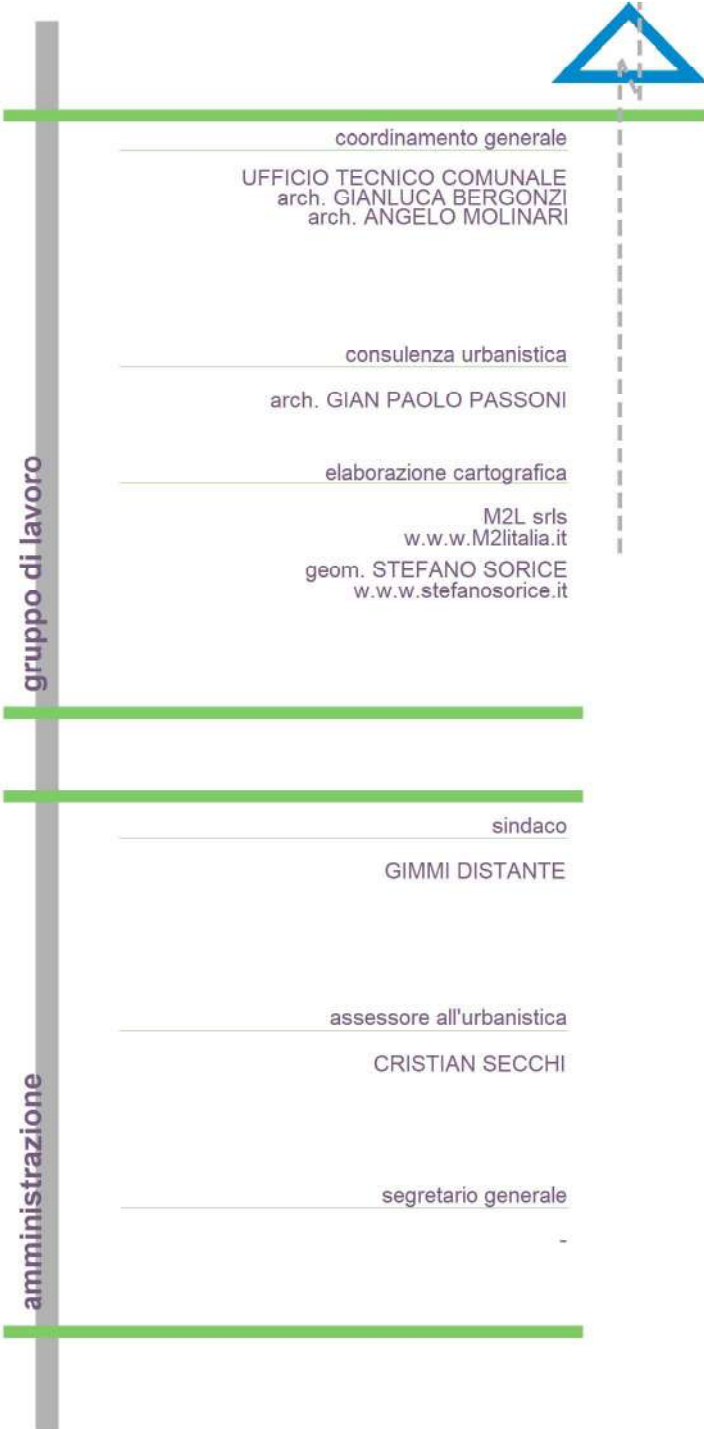 coordinamento generale
UFFICIO TECNICO COMUNALE
arch. GIANLUCA BERGONZI
arch. ANGELO MOLINARI
consulenza urbanistica
arch. GIAN PAOLO PASSONI
elaborazione cartografica
M2L srls
w.w.w.M2litalia.it
geom. STEFANO SORICE
w.w.w.stefanosorice.it
gruppo di lavoro
sindaco
GIMMI DISTANTE
assessore all'urbanistica
CRISTIAN SECCHI
segretario generale
-
amministrazione